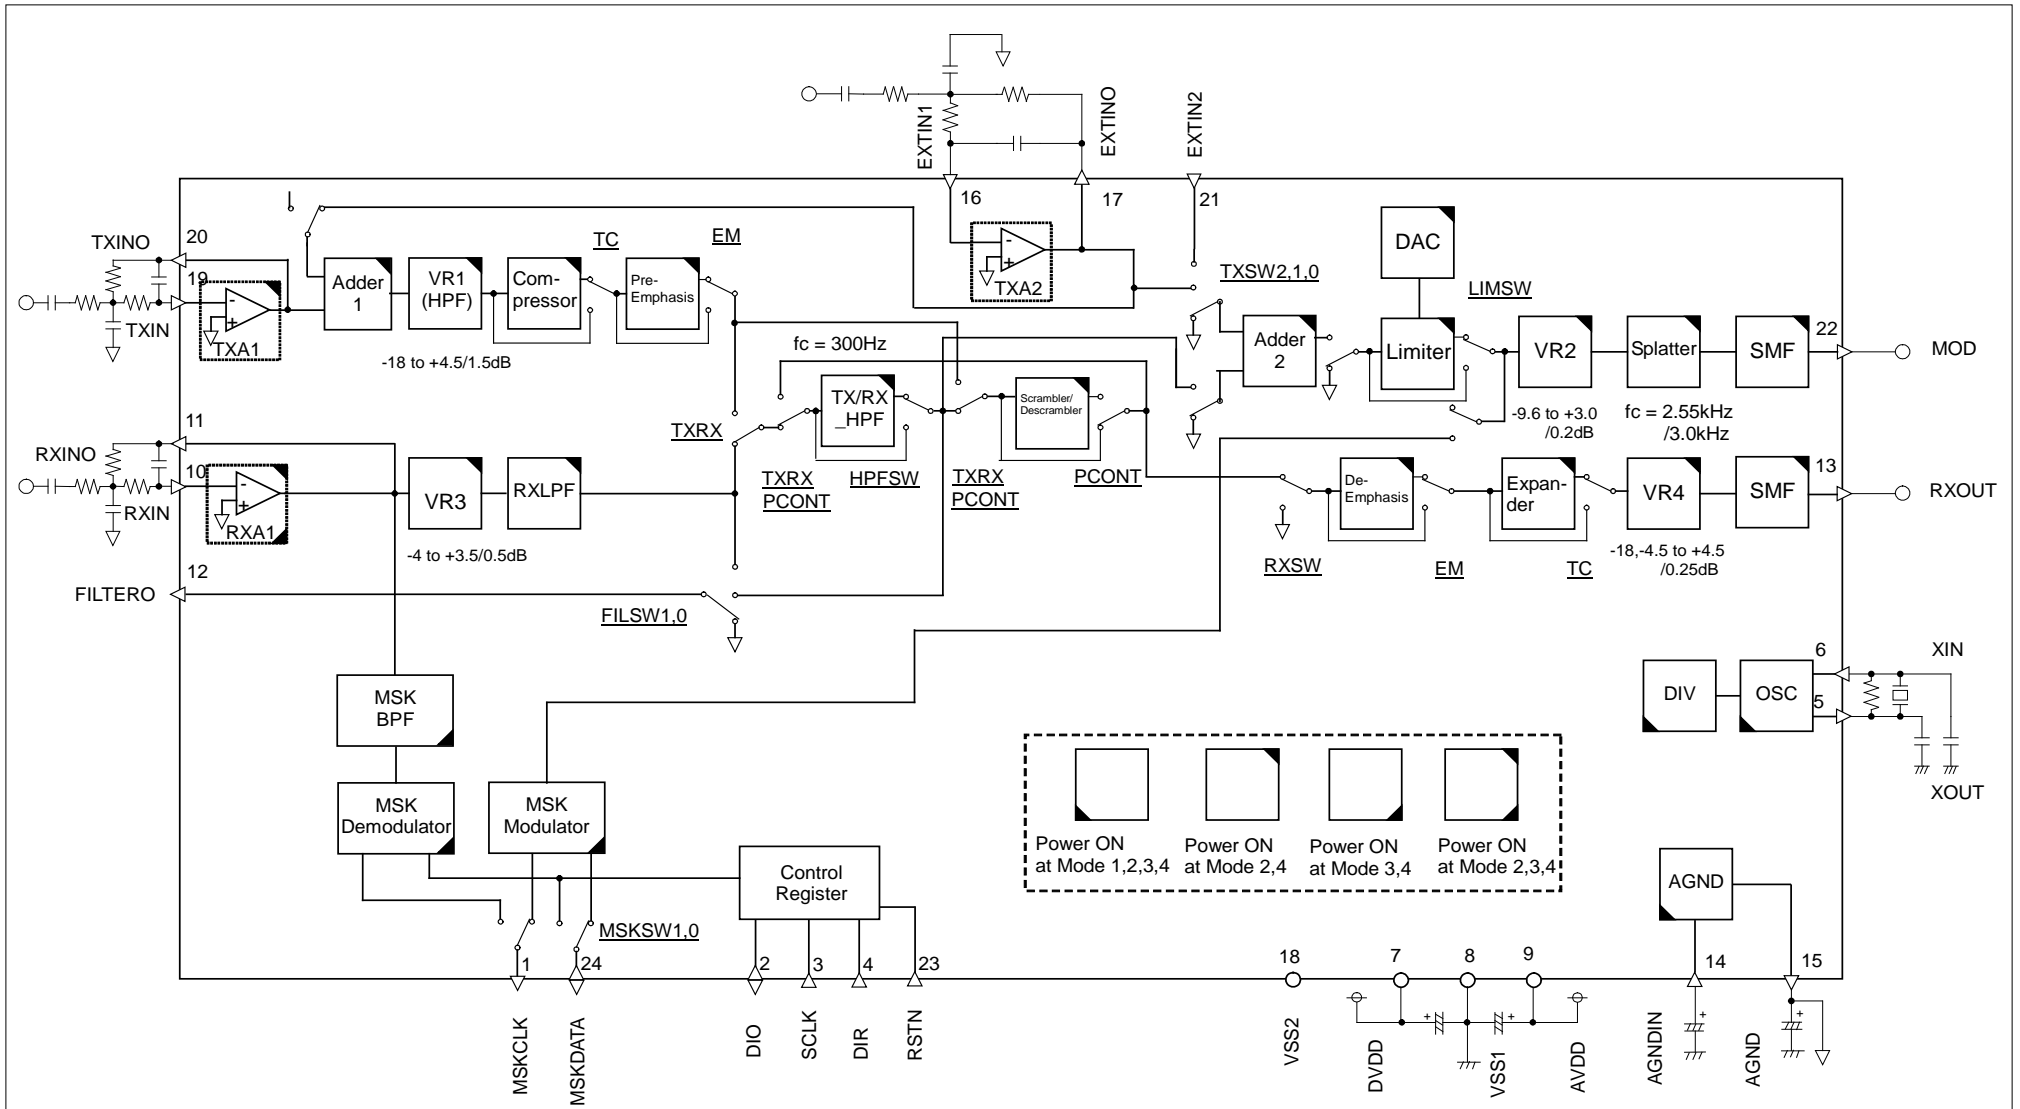 EXTIN1
EXTINO
EXTIN2
16
17
21
TXINO
20
19
TXIN
TXA1
Adder
1
VR1
(HPF)
TC
Com-
pressor
EM
Pre-
Emphasis
-18 to +4.5/1.5dB
TXA2
TXSW2,1,0
DAC
LIMSW
Adder
2
Limiter
VR2
Splatter
SMF
22
MOD
-9.6 to +3.0
/0.2dB
fc = 2.55kHz
/3.0kHz
fc = 300Hz
TX/RX
_HPF
Scrambler/
Descrambler
TXRX
TXRX
PCONT
HPFSW
TXRX
PCONT
PCONT
11
RXINO
10
RXIN
RXA1
VR3
RXLPF
-4 to +3.5/0.5dB
De-
Emphasis
Expan-
der
VR4
SMF
13
RXOUT
RXSW
EM
TC
-18,-4.5 to +4.5
/0.25dB
12
FILTERO
FILSW1,0
MSK
BPF
MSK
Demodulator
MSK
Modulator
Control
Register
MSKSW1,0
DIV
OSC
6
XIN
5
XOUT
Power ON
at Mode 1,2,3,4
Power ON
at Mode 2,4
Power ON
at Mode 3,4
Power ON
at Mode 2,3,4
AGND
1
24
2
3
4
23
18
7
8
9
14
15
MSKCLK
MSKDATA
DIO
SCLK
DIR
RSTN
VSS2
DVDD
VSS1
AVDD
AGNDIN
AGND